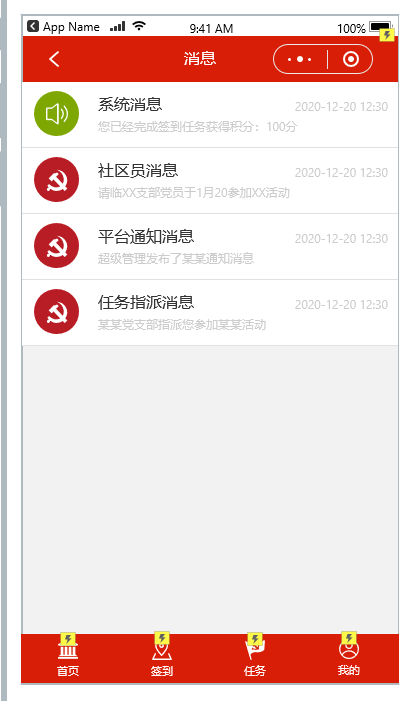 App Name 9:41 AM 100%
消息
系统消息 2020-12-20 12:30
您已经完成签到任务获得积分：100分
社区员消息 2020-12-20 12:30
请临XX支部党员于1月20参加XX活动
平台通知消息 2020-12-20 12:30
超级管理发布了某某通知消息
任务指派消息 2020-12-20 12:30
某某党支部指派您参加某某活动
首页 签到 任务 我的